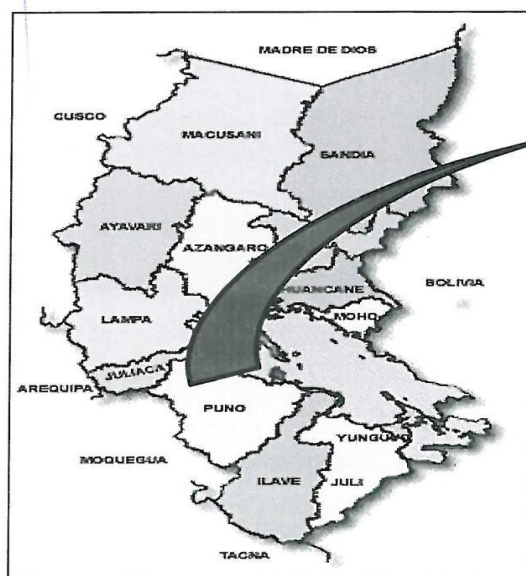 MADRE DE DIOS
CUSCO
MACUSANI
SANDIA
AYAVARI
AZANGARO
BOLIVIA
HUANCANE
LAMPA
MOHO
JULIACA
AREQUIPA
PUNO
YUNGUYO
MOQUEGUA
ILAVE
JULI
TACNA